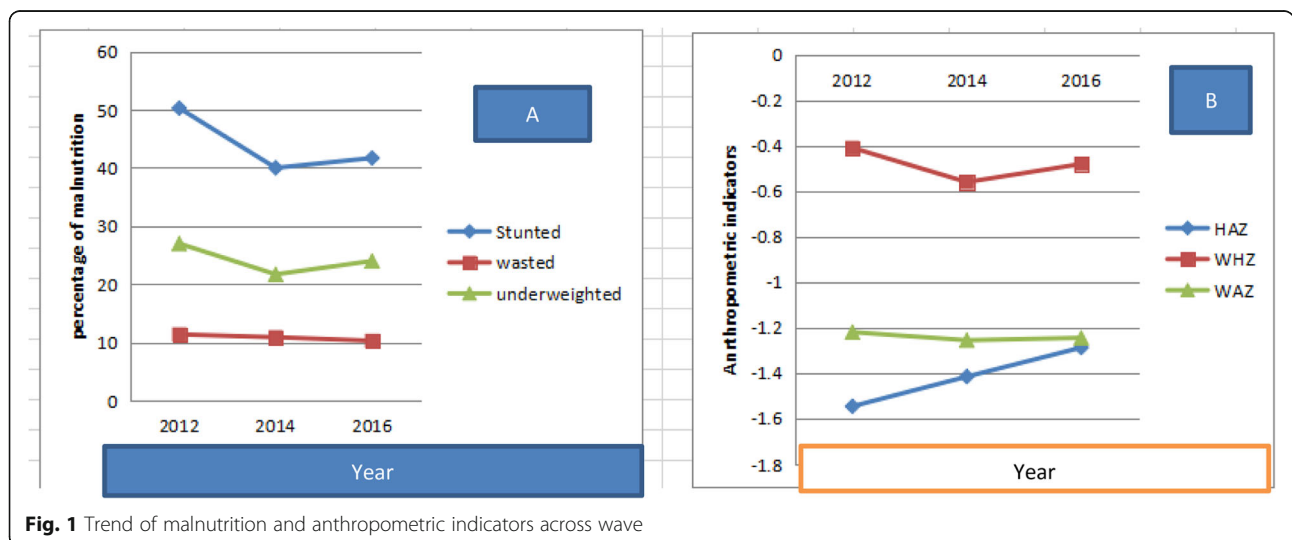 60
50
40
30
20
10
0
percentage of malnutrition
2012 2014 2016
A
Stunted
wasted
underweighted
Year
0
-0.2
-0.4
-0.6
-0.8
-1
-1.2
-1.4
-1.6
-1.8
Anrthropometric indicators
2012 2014 2016
B
HAZ
WHZ
WAZ
Year
Fig. 1 Trend of malnutrition and anthropometric indicators across wave